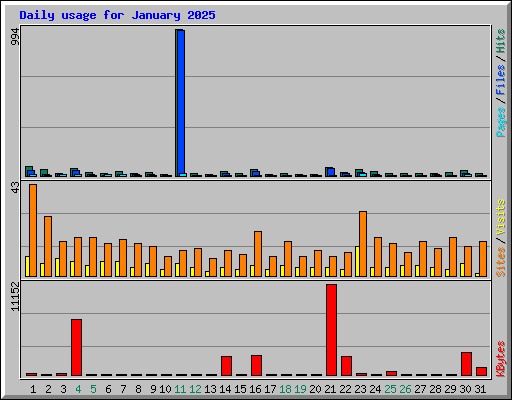 Daily usage for January 2025
994
43
11152
Pages / Files / Hits
Sites / Visits
KBytes
1 2 3 4 5 6 7 8 9 10 11 12 13 14 15 16 17 18 19 20 21 22 23 24 25 26 27 28 29 30 31